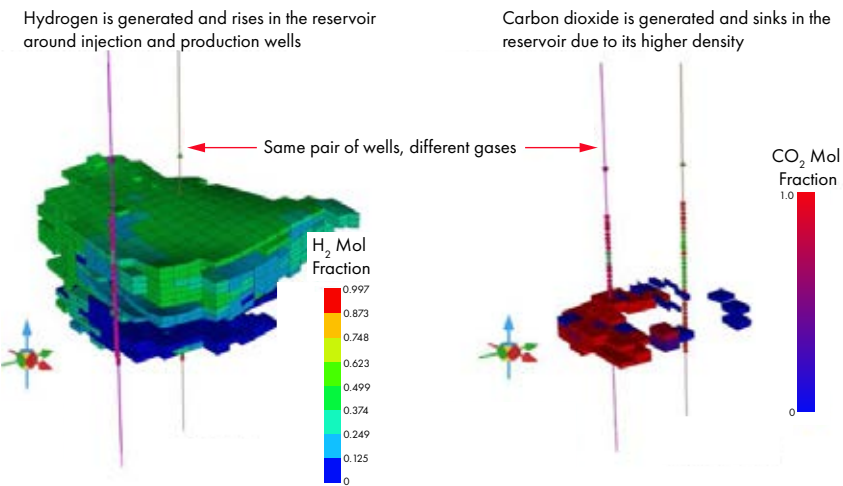 Hydrogen is generated and rises in the reservoir
around injection and production wells
Carbon dioxide is generated and sinks in the
reservoir due to its higher density
Same pair of wells, different gases
H₂ Mol
Fraction
0.997
0.873
0.748
0.623
0.499
0.374
0.249
0.125
0
CO₂ Mol
Fraction
1.0
0